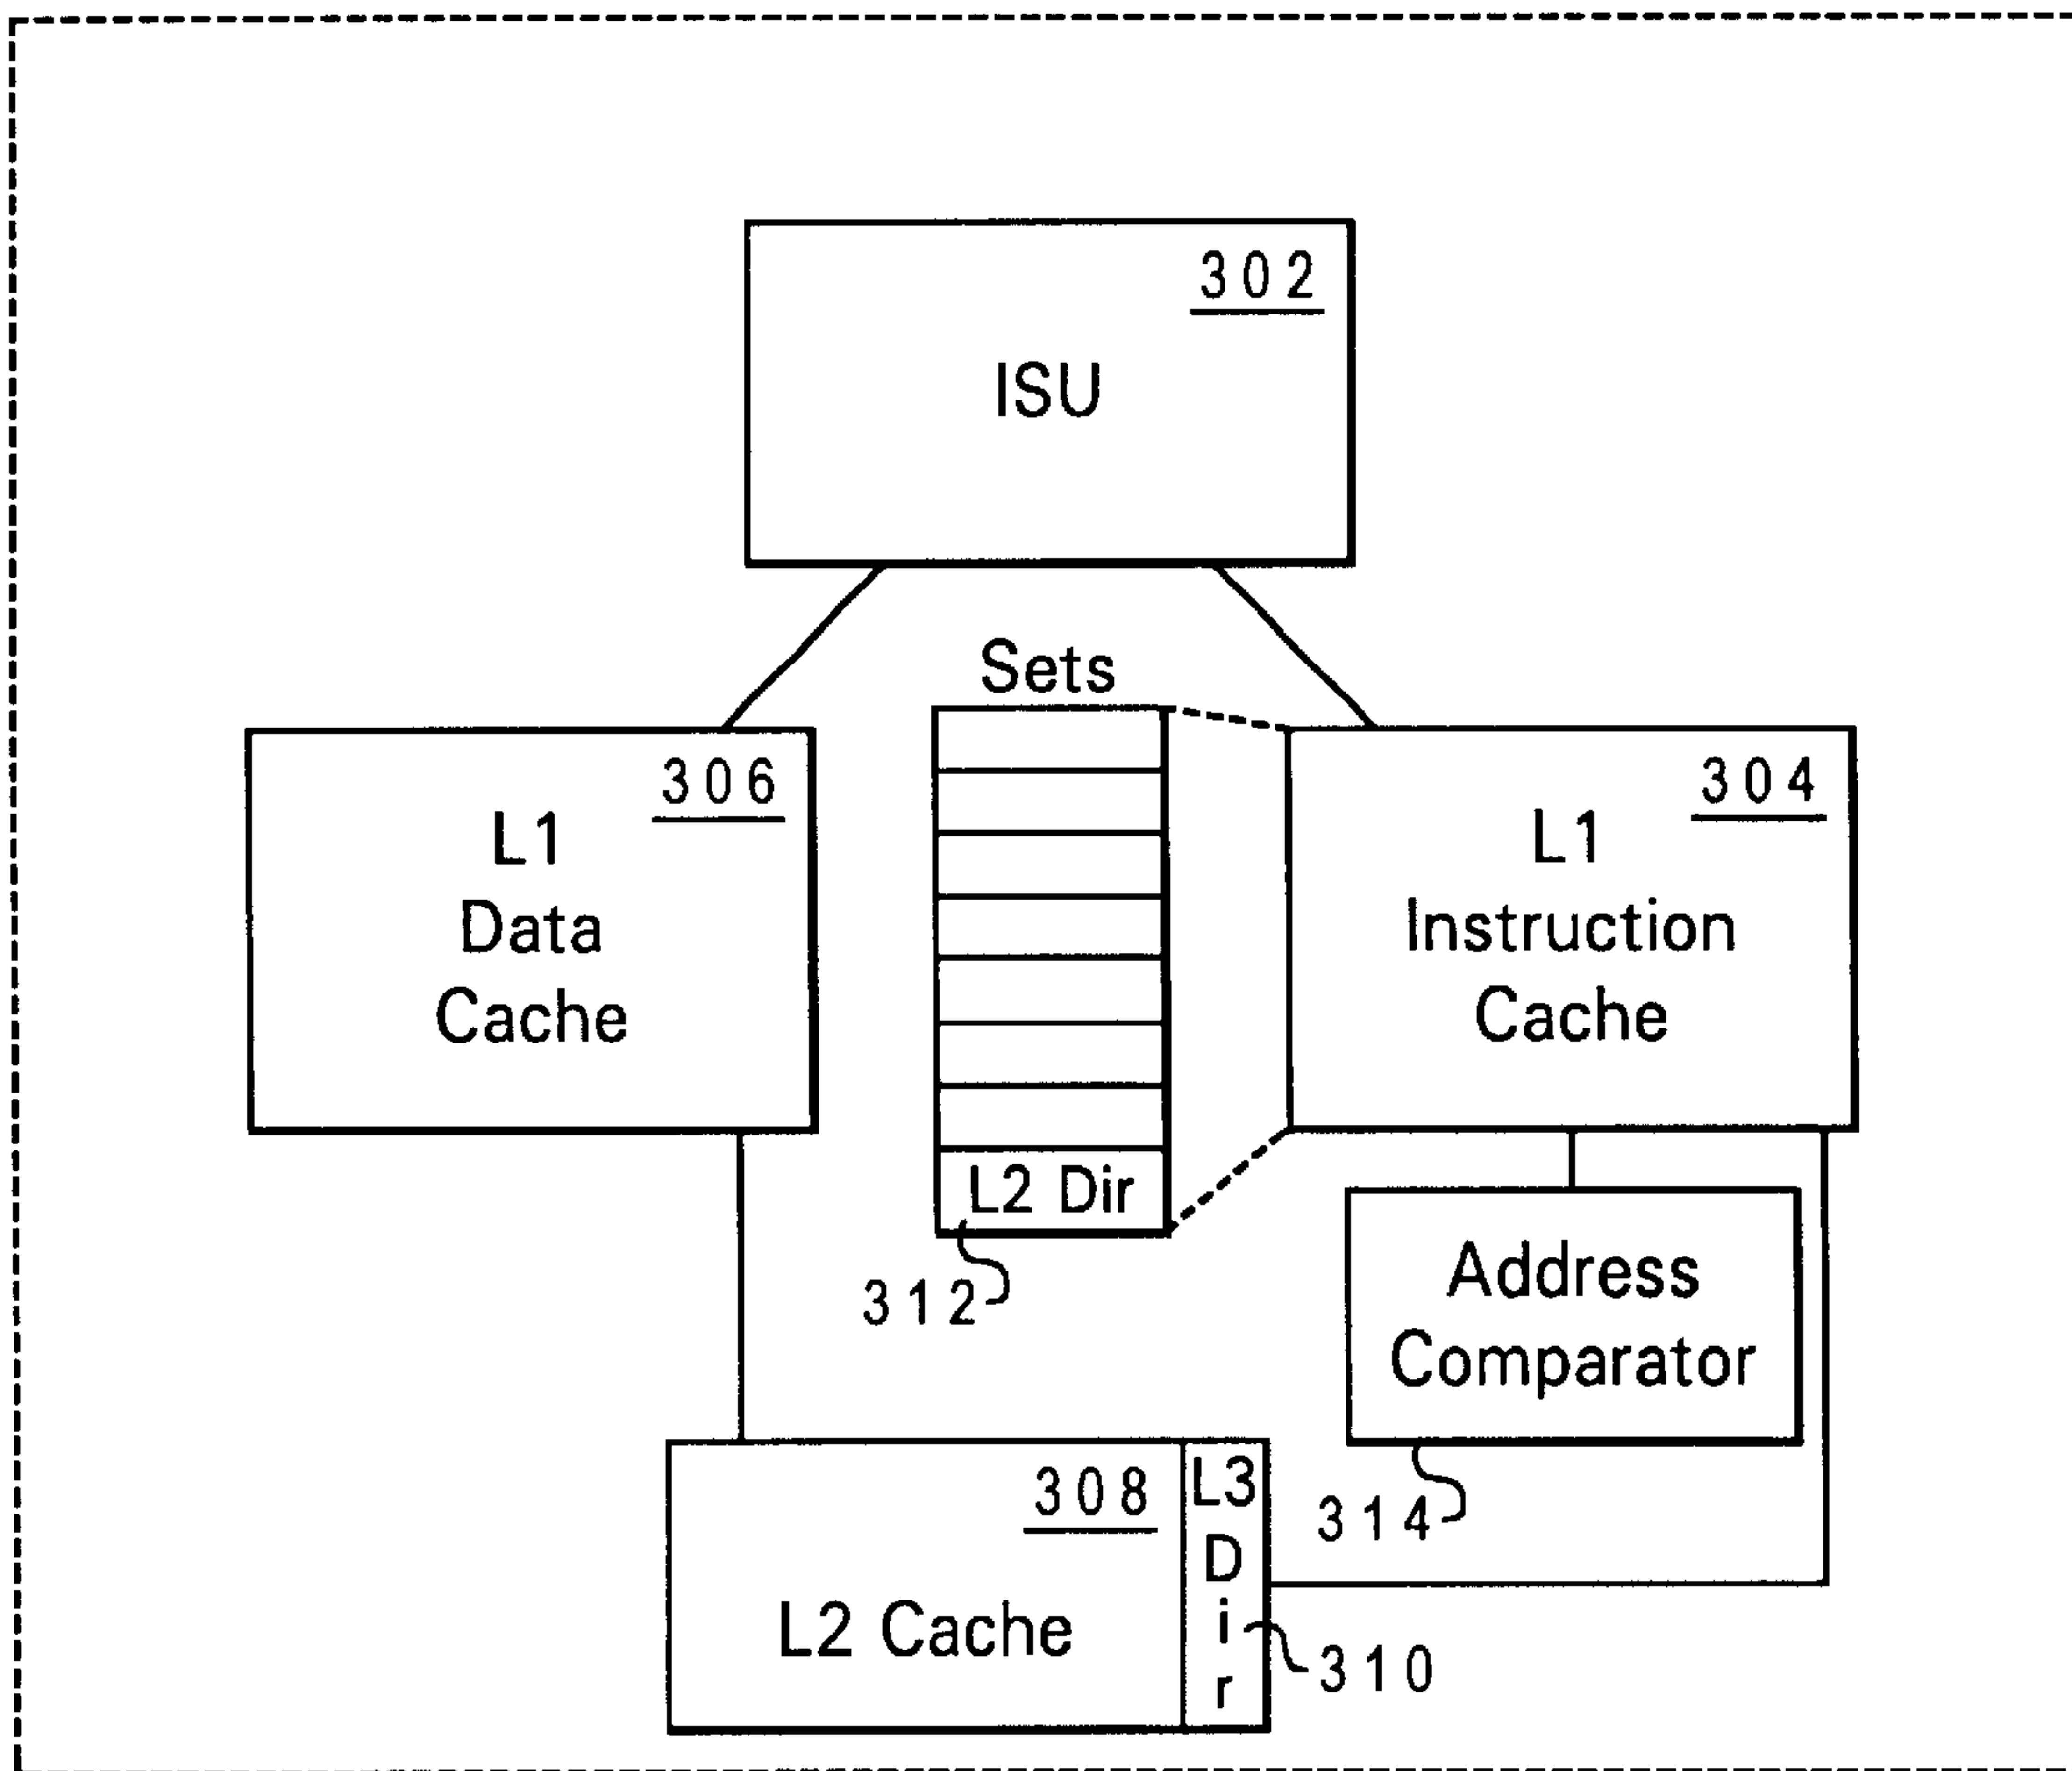 302
ISU
Sets
306
L1
Data
Cache
304
L1
Instruction
Cache
L2 Dir
312
Address
Comparator
314
308
L2 Cache
L3
D
i
r
310